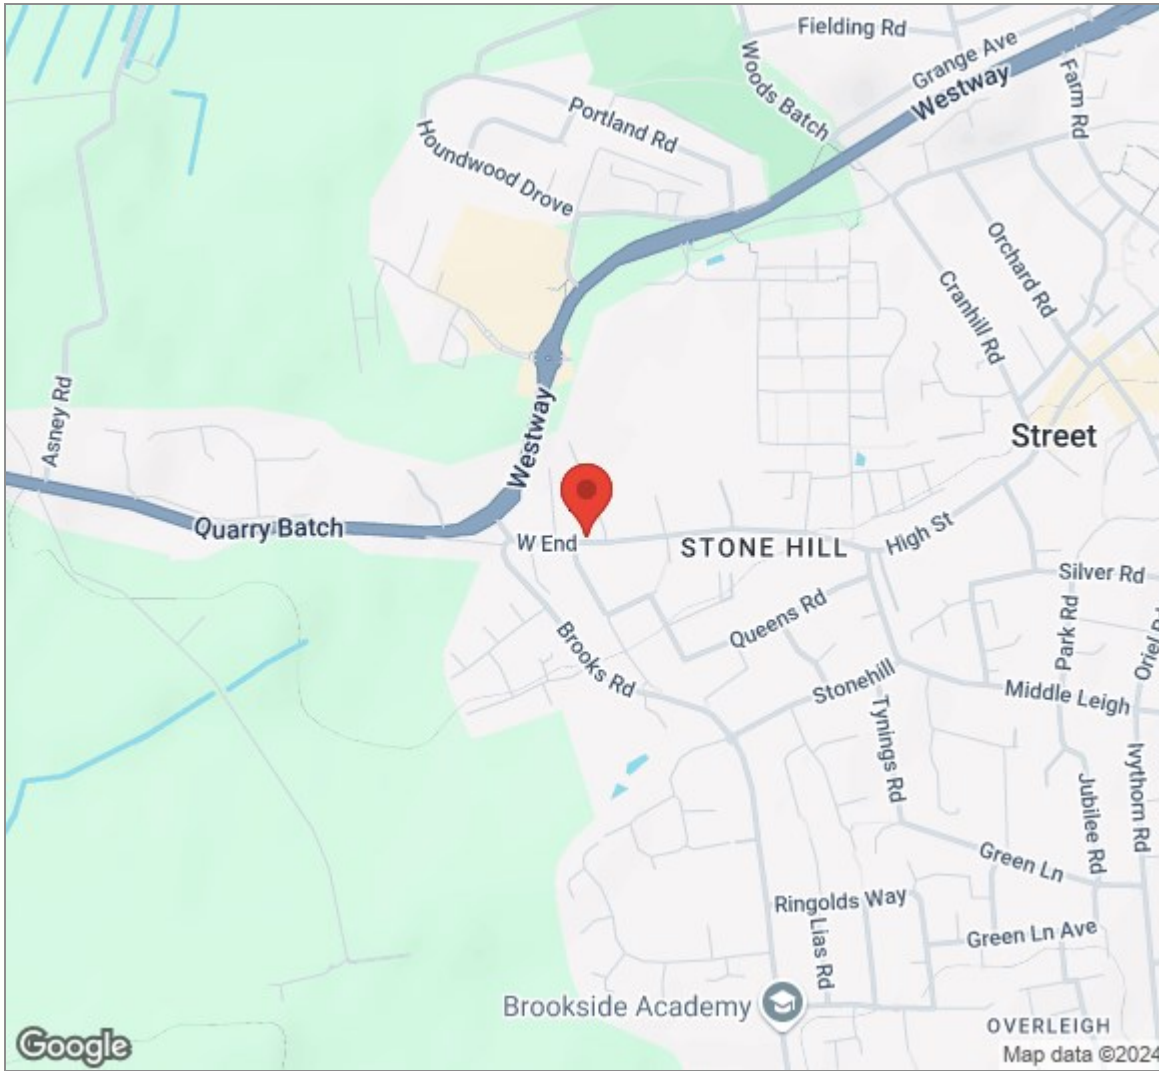 Fielding Rd
Grange Ave
Westway
Woods Batch
Farm Rd
Portland Rd
Houndwood Drove
Orchard Rd
Cranhill Rd
Asney Rd
Westway
Street
Quarry Batch
W End
STONE HILL
High St
Silver Rd
Queens Rd
Park Rd
Brooks Rd
Stonehill
Middle Leigh
Tynings Rd
Ivythorn Rd
Jubilee Rd
Green Ln
Ringolds Way
Lias Rd
Green Ln Ave
Brookside Academy
OVERLEIGH
Google
Map data ©2024